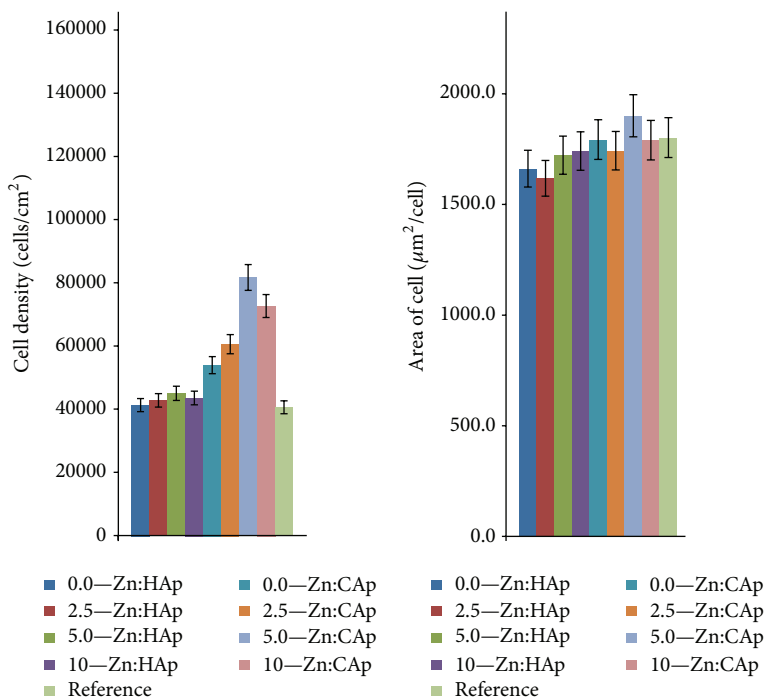 160000
140000
120000
100000
80000
60000
40000
20000
0
Cell density (cells/cm²)
0.0—Zn:HAp
2.5—Zn:HAp
5.0—Zn:HAp
10—Zn:HAp
Reference
0.0—Zn:CAp
2.5—Zn:CAp
5.0—Zn:CAp
10—Zn:CAp
2000.0
1500.0
1000.0
500.0
0.0
Area of cell (μm²/cell)
0.0—Zn:HAp
2.5—Zn:HAp
5.0—Zn:HAp
10—Zn:HAp
Reference
0.0—Zn:CAp
2.5—Zn:CAp
5.0—Zn:CAp
10—Zn:CAp